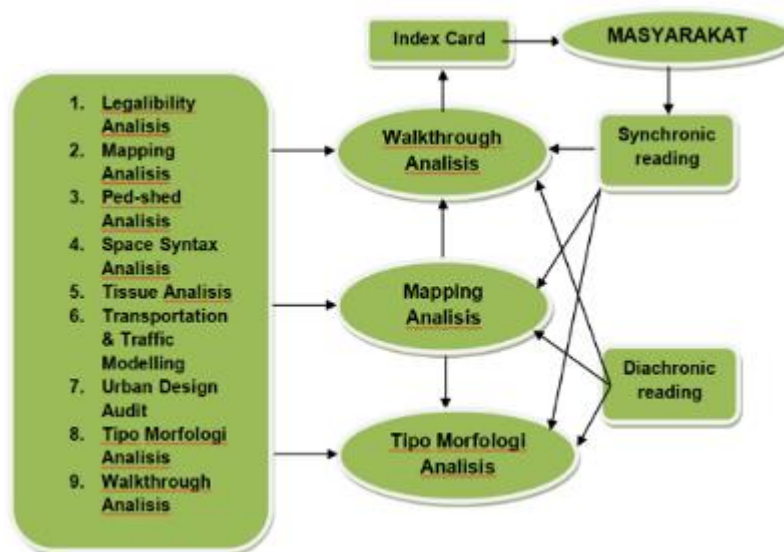 Index Card
MASYARAKAT
1. Legalibility
Analisis
2. Mapping
Analisis
3. Ped-shed
Analisis
4. Space Syntax
Analisis
5. Tissue Analisis
6. Transportation
& Traffic
Modelling
7. Urban Design
Audit
8. Tipo Morfologi
Analisis
9. Walkthrough
Analisis
Walkthrough
Analisis
Synchronic
reading
Mapping
Analisis
Diachronic
reading
Tipo Morfologi
Analisis